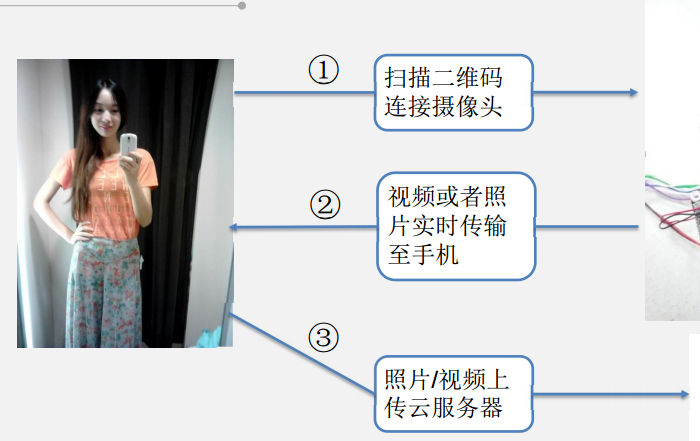 ①
扫描二维码
连接摄像头
②
视频或者照
片实时传输
至手机
③
照片/视频上
传云服务器